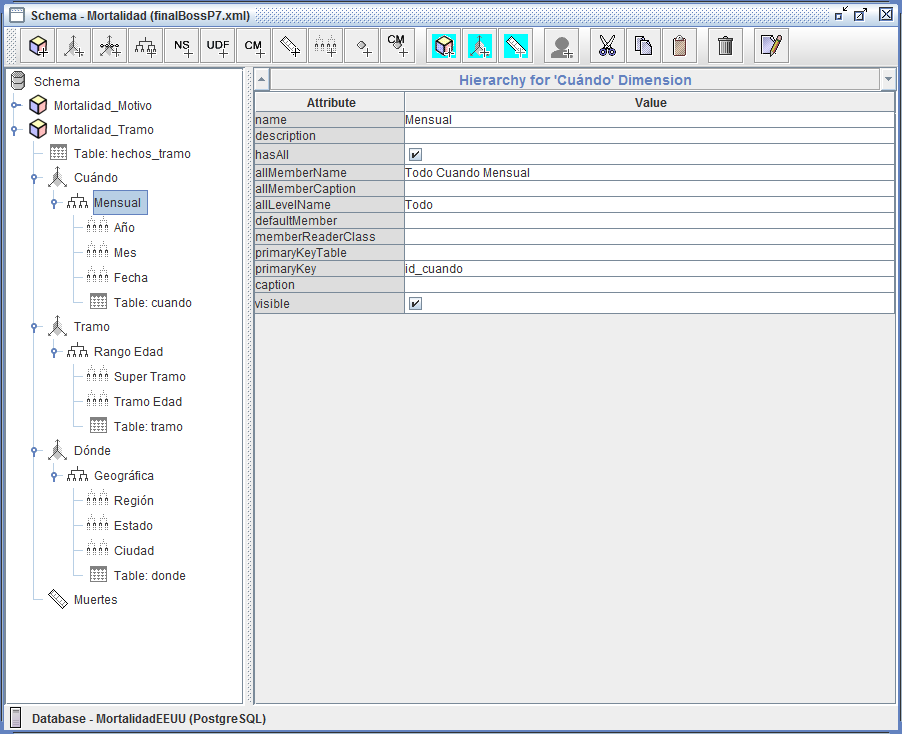 Schema - Mortalidad (finalBossP7.xml)
NS UDF CM CM
Schema
Mortalidad_Motivo
Mortalidad_Tramo
Table: hechos_tramo
Cuándo
Mensual
Año
Mes
Fecha
Table: cuando
Tramo
Rango Edad
Super Tramo
Tramo Edad
Table: tramo
Dónde
Geográfica
Región
Estado
Ciudad
Table: donde
Muertes
Hierarchy for 'Cuándo' Dimension
Attribute Value
name Mensual
description
hasAll
allMemberName Todo Cuando Mensual
allMemberCaption
allLevelName Todo
defaultMember
memberReaderClass
primaryKeyTable
primaryKey id_cuando
caption
visible
Database - MortalidadEEUU (PostgreSQL)